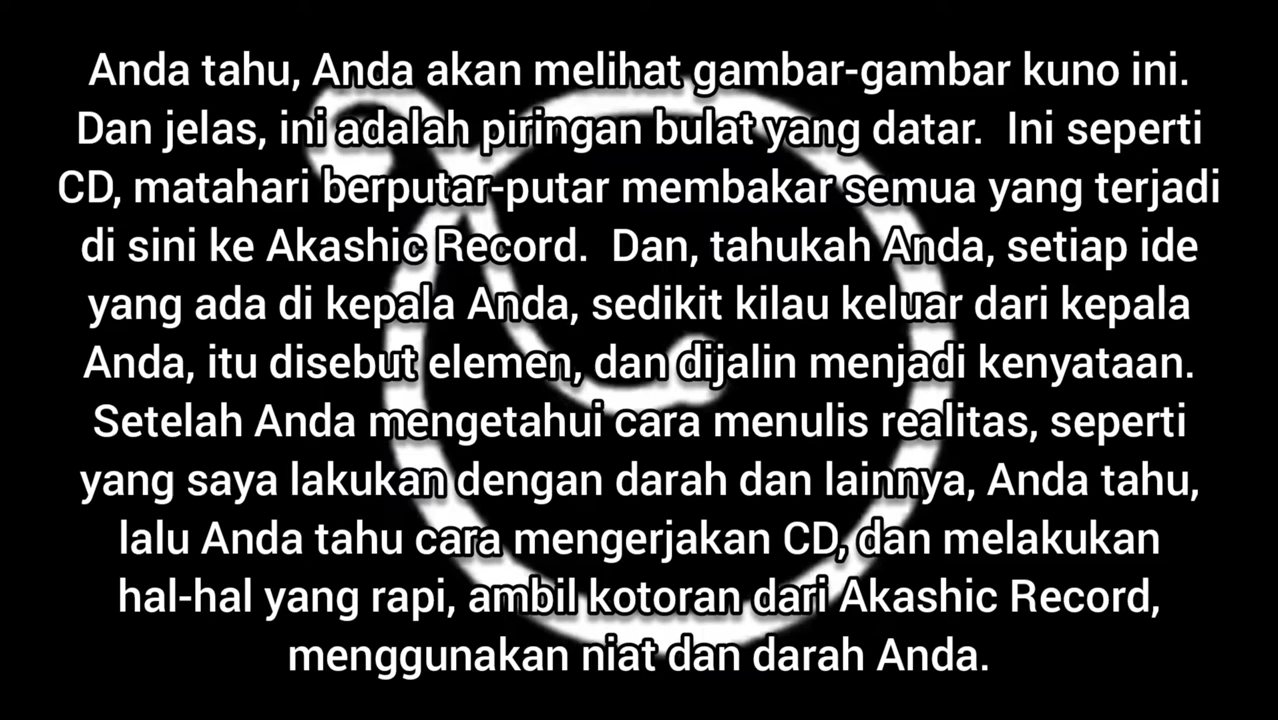 Anda tahu, Anda akan melihat gambar-gambar kuno ini.
Dan jelas, ini adalah piringan bulat yang datar. Ini seperti
CD, matahari berputar-putar membakar semua yang terjadi
di sini ke Akashic Record. Dan, tahukah Anda, setiap ide
yang ada di kepala Anda, sedikit kilau keluar dari kepala
Anda, itu disebut elemen, dan dijalin menjadi kenyataan.
Setelah Anda mengetahui cara menulis realitas, seperti
yang saya lakukan dengan darah dan lainnya, Anda tahu,
lalu Anda tahu cara mengerjakan CD, dan melakukan
hal-hal yang rapi, ambil kotoran dari Akashic Record,
menggunakan niat dan darah Anda.